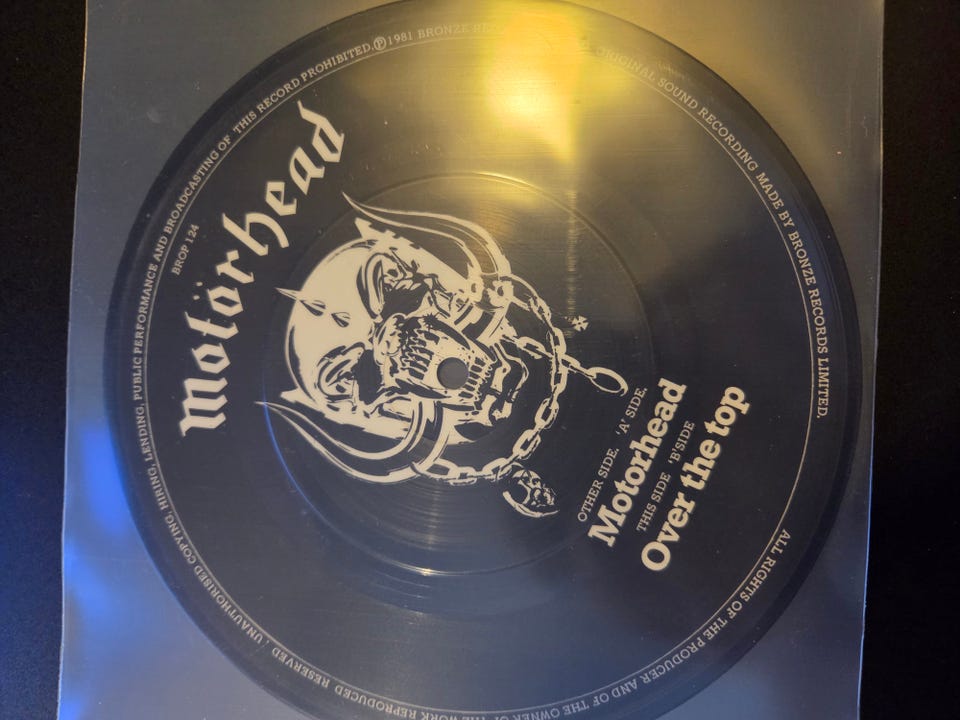 Motörhead
BROP 124
OTHER SIDE. 'A' SIDE.
Motorhead
THIS SIDE 'B' SIDE
Over the top
ORIGINAL SOUND RECORDING MADE BY BRONZE RECORDS LIMITED.
ALL RIGHTS OF THE PRODUCER AND OF THE OWNER OF THE WORK REPRODUCED RESERVED. UNAUTHORISED COPYING, HIRING, LENDING, PUBLIC PERFORMANCE AND BROADCASTING OF THIS RECORD PROHIBITED. ℗1981 BRONZE